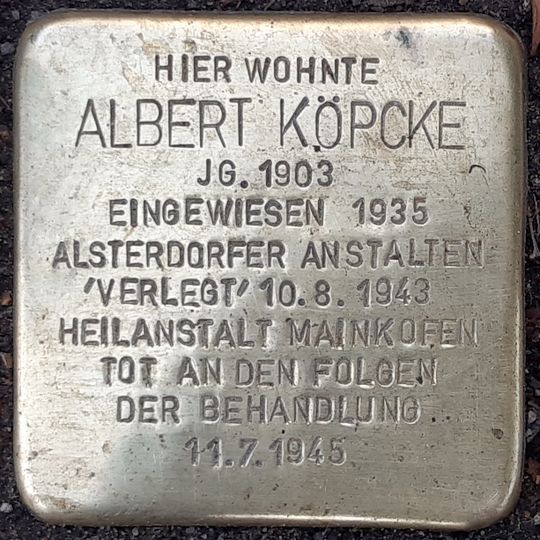 HIER WOHNTE
ALBERT KÖPCKE
JG. 1903
EINGEWIESEN 1935
ALSTERDORFER ANSTALTEN
'VERLEGT' 10.8.1943
HEILANSTALT MAINKOFEN
TOT AN DEN FOLGEN
DER BEHANDLUNG
11.7.1945